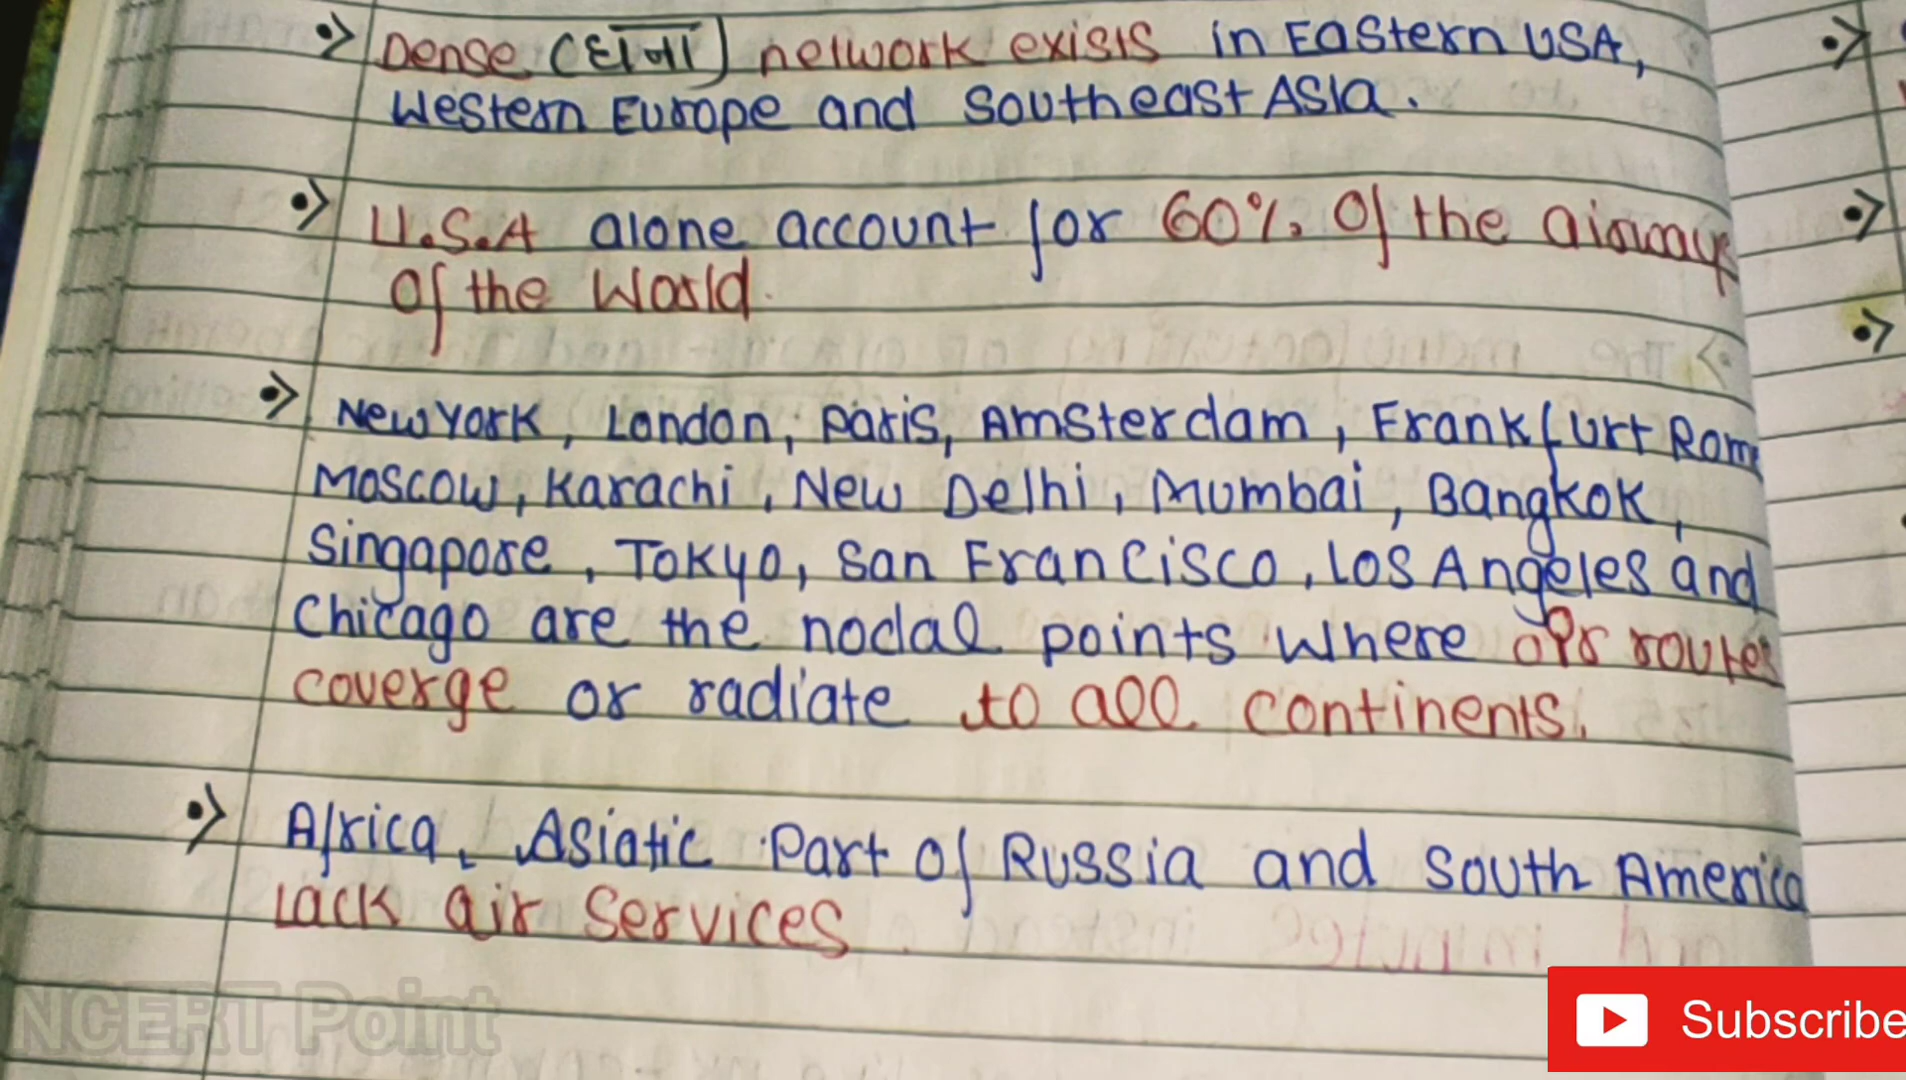 •> Dense (घना) network exists in Eastern USA,
Western Europe and Southeast Asia.
•> U.S.A alone account for 60% of the airways
of the World.
•> New York, London, Paris, Amsterdam, Frankfurt Rome
Moscow, Karachi, New Delhi, Mumbai, Bangkok,
Singapore, Tokyo, San Francisco, Los Angeles and
Chicago are the nodal points where air routes
coverge or radiate to all continents.
•> Africa, Asiatic Part of Russia and South America
Lack air Services
NCERT Point
Subscribe